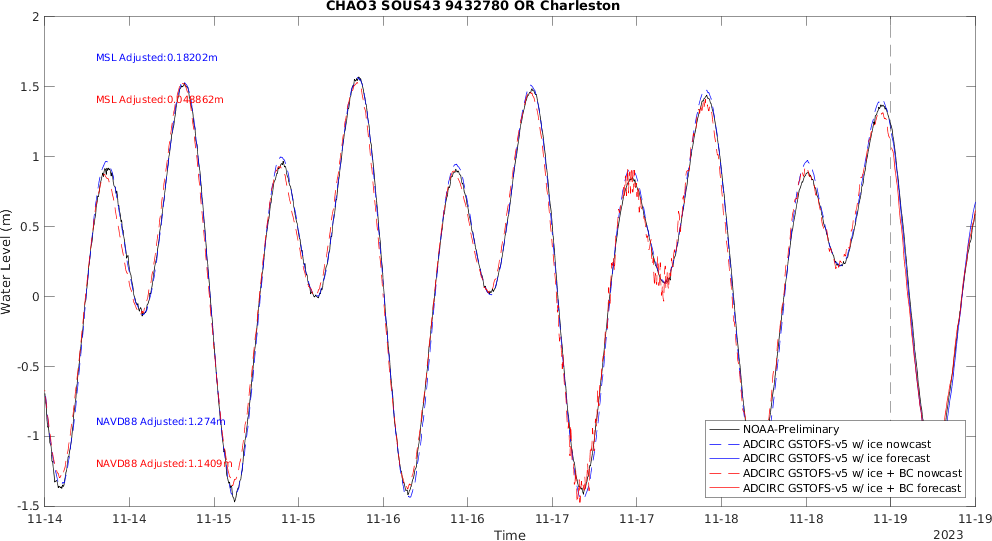 CHAO3 SOUS43 9432780 OR Charleston
2
1.5
1
0.5
0
-0.5
-1
-1.5
Water Level (m)
MSL Adjusted:0.18202m
MSL Adjusted:0.048862m
NAVD88 Adjusted:1.274m
NAVD88 Adjusted:1.1409m
NOAA-Preliminary
ADCIRC GSTOFS-v5 w/ ice nowcast
ADCIRC GSTOFS-v5 w/ ice forecast
ADCIRC GSTOFS-v5 w/ ice + BC nowcast
ADCIRC GSTOFS-v5 w/ ice + BC forecast
11-14 11-14 11-15 11-15 11-16 11-16 11-17 11-17 11-18 11-18 11-19 11-19
Time
2023